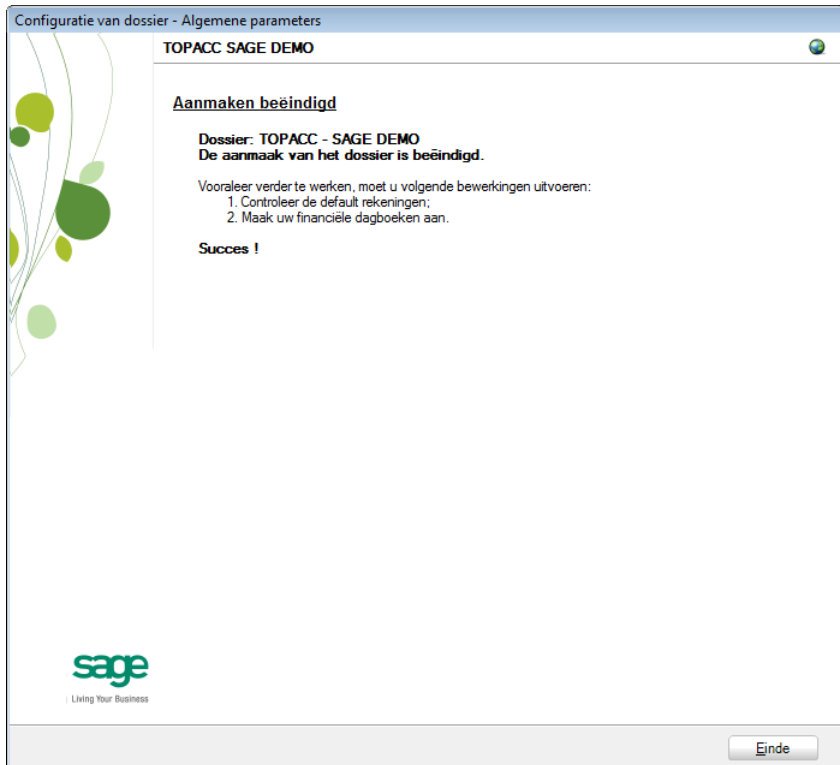 Configuratie van dossier - Algemene parameters
TOPACC SAGE DEMO
Aanmaken beëindigd
Dossier: TOPACC - SAGE DEMO
De aanmaak van het dossier is beëindigd.
Vooraleer verder te werken, moet u volgende bewerkingen uitvoeren:
1. Controleer de default rekeningen;
2. Maak uw financiële dagboeken aan.
Succes !
sage
Living Your Business
Einde